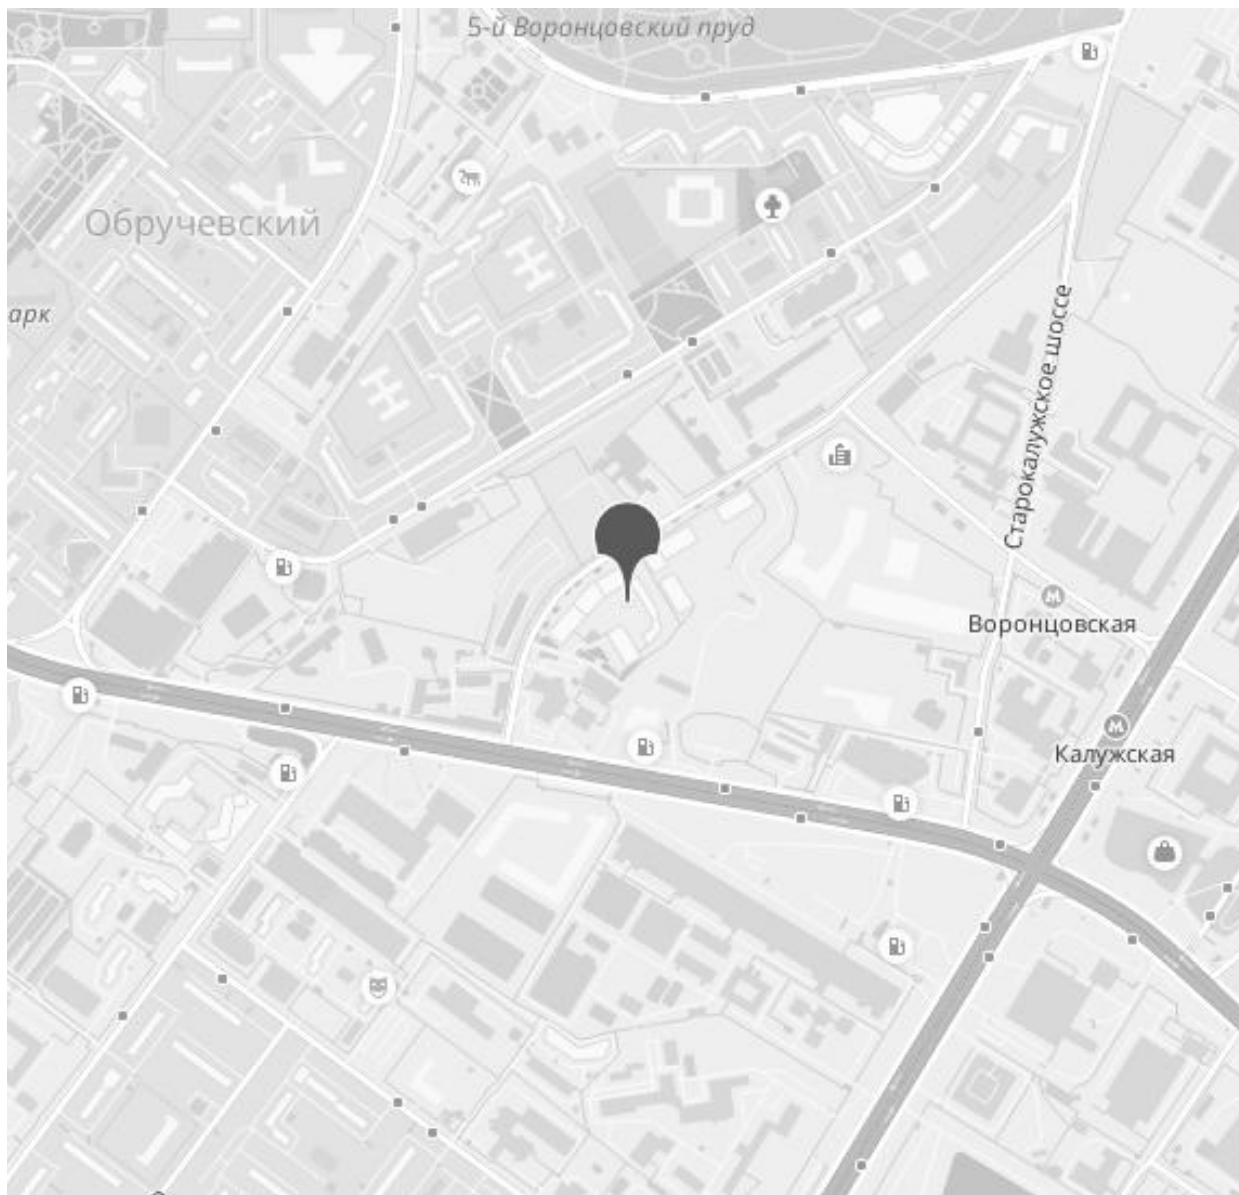 5-й Воронцовский пруд
Обручевский
арк
Старокалужское шоссе
Воронцовская
Калужская